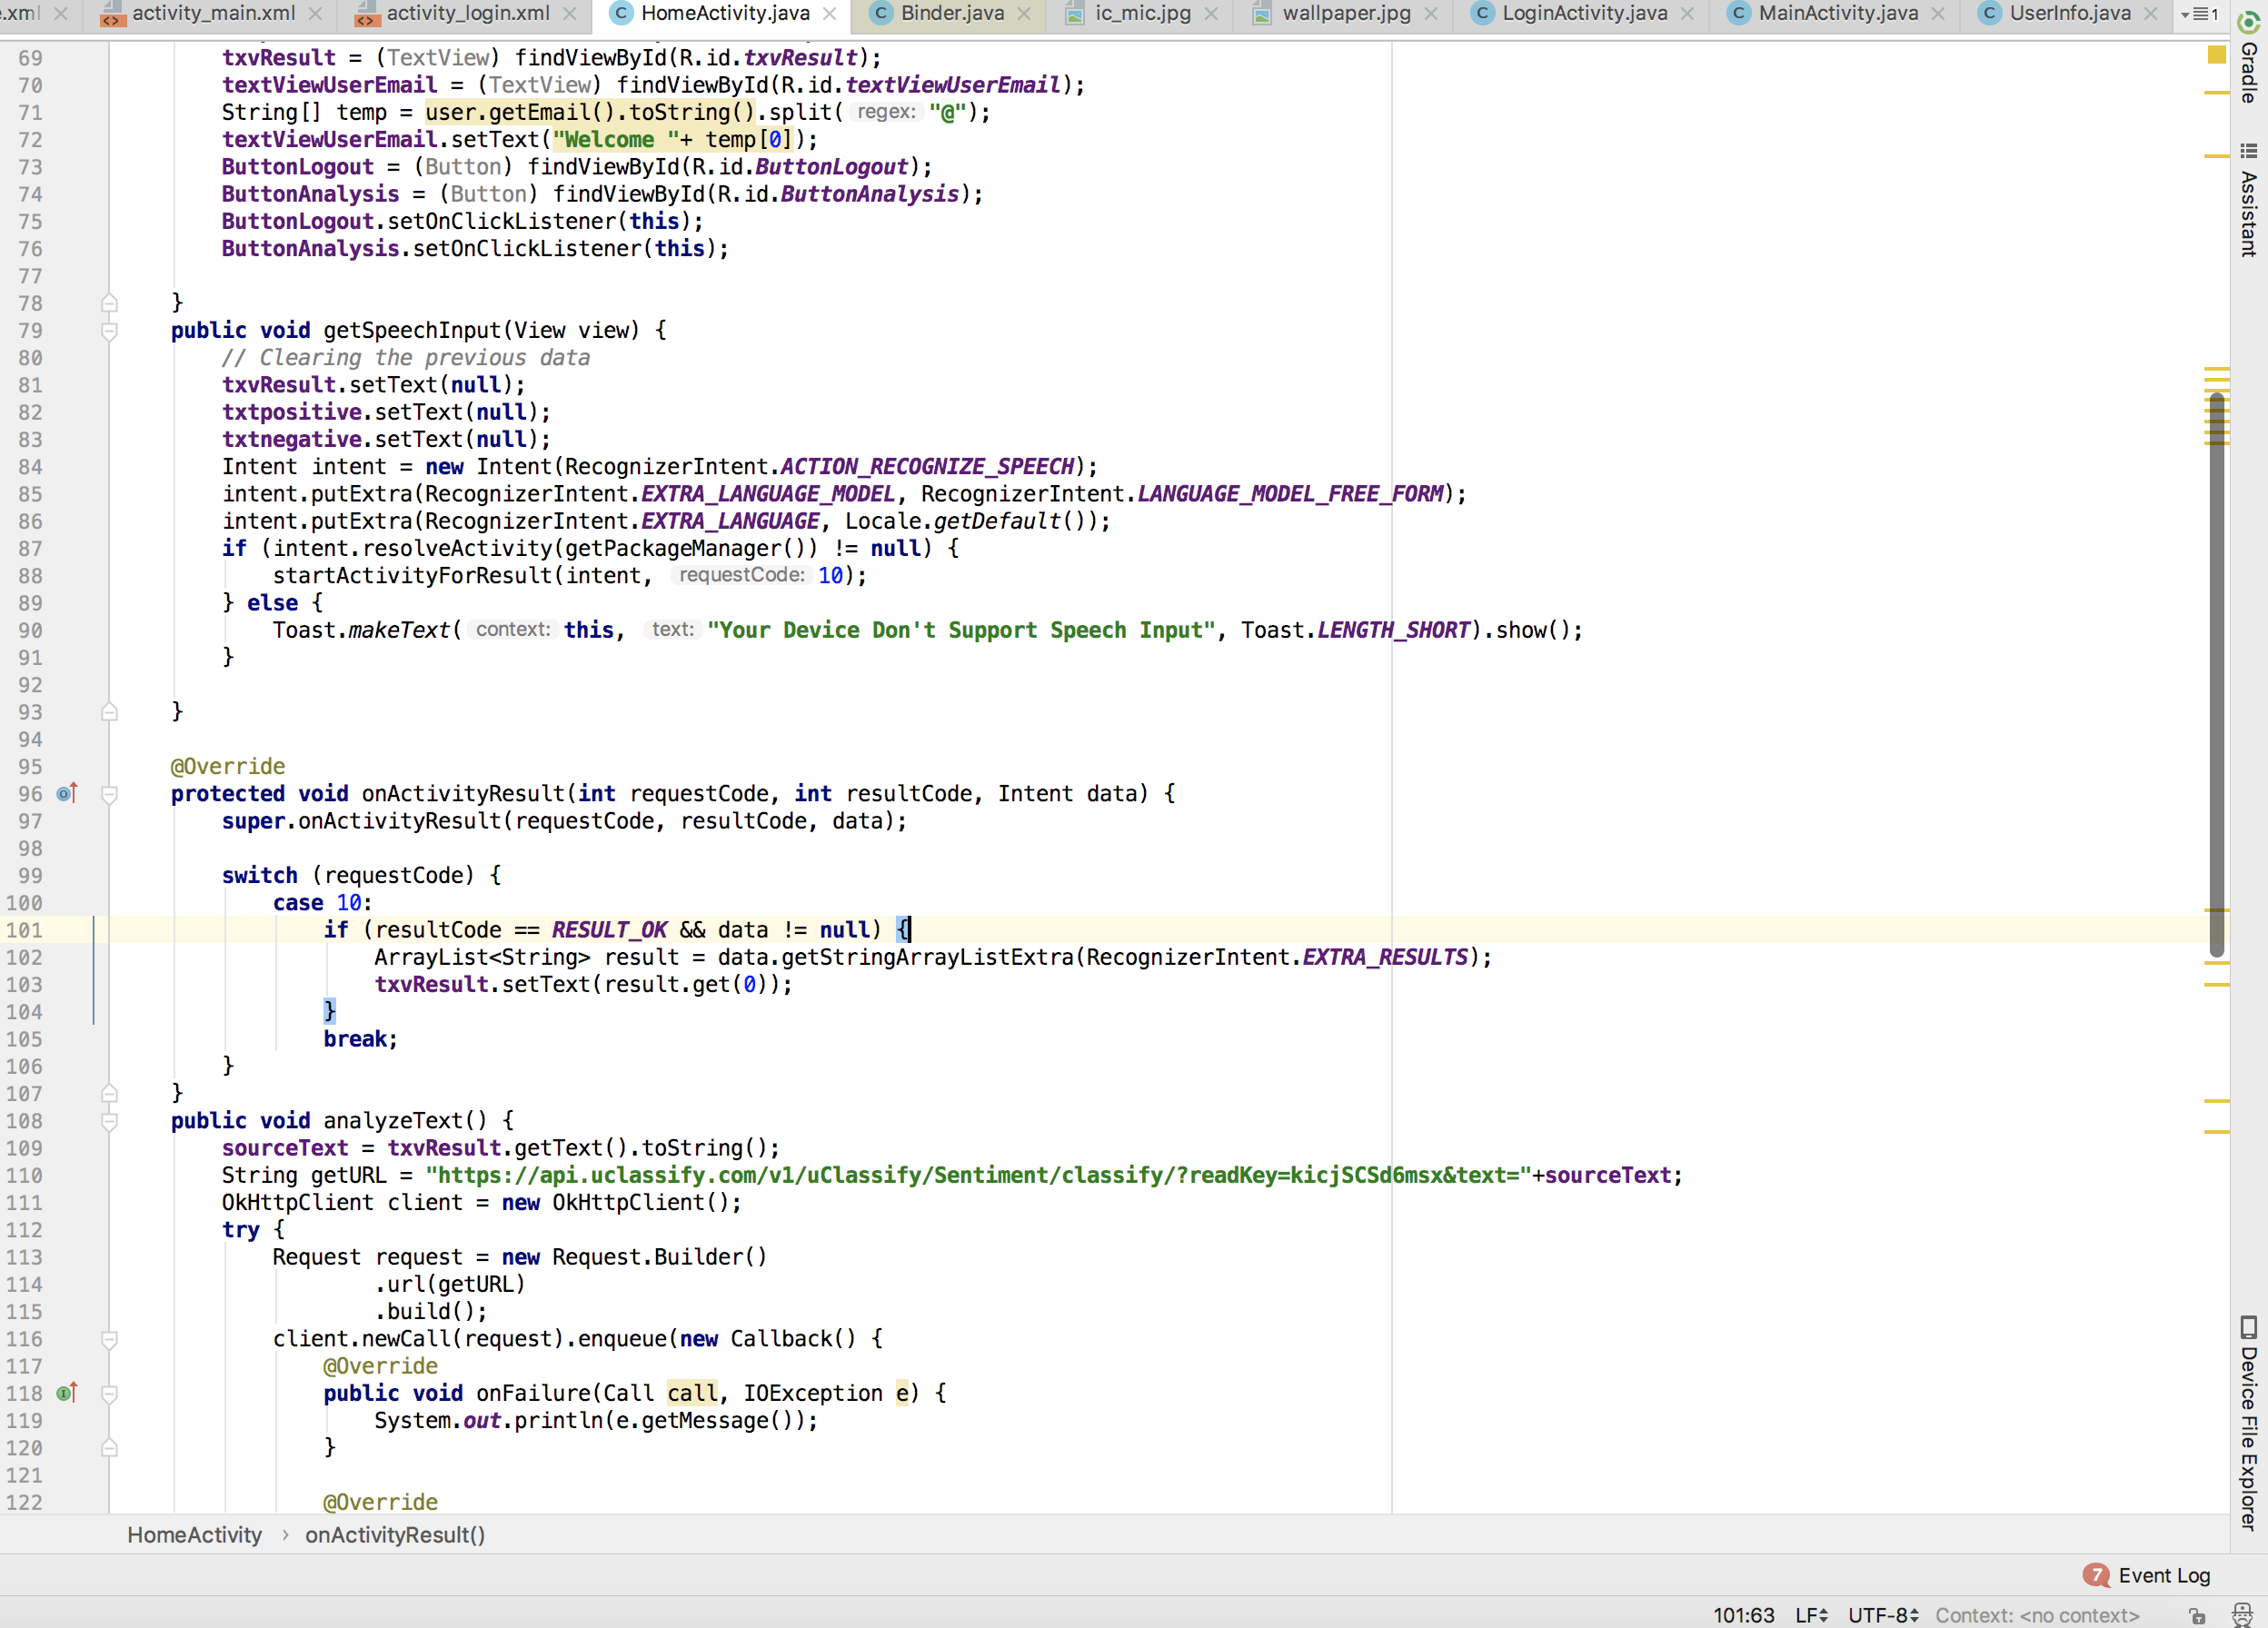 .xml activity_main.xml activity_login.xml HomeActivity.java Binder.java ic_mic.jpg wallpaper.jpg LoginActivity.java MainActivity.java UserInfo.java 1
69 txvResult = (TextView) findViewById(R.id.txvResult);
70 textViewUserEmail = (TextView) findViewById(R.id.textViewUserEmail);
71 String[] temp = user.getEmail().toString().split( regex: "@");
72 textViewUserEmail.setText("Welcome "+ temp[0]);
73 ButtonLogout = (Button) findViewById(R.id.ButtonLogout);
74 ButtonAnalysis = (Button) findViewById(R.id.ButtonAnalysis);
75 ButtonLogout.setOnClickListener(this);
76 ButtonAnalysis.setOnClickListener(this);
77
78 }
79 public void getSpeechInput(View view) {
80 // Clearing the previous data
81 txvResult.setText(null);
82 txtpositive.setText(null);
83 txtnegative.setText(null);
84 Intent intent = new Intent(RecognizerIntent.ACTION_RECOGNIZE_SPEECH);
85 intent.putExtra(RecognizerIntent.EXTRA_LANGUAGE_MODEL, RecognizerIntent.LANGUAGE_MODEL_FREE_FORM);
86 intent.putExtra(RecognizerIntent.EXTRA_LANGUAGE, Locale.getDefault());
87 if (intent.resolveActivity(getPackageManager()) != null) {
88 startActivityForResult(intent, requestCode: 10);
89 } else {
90 Toast.makeText( context: this, text: "Your Device Don't Support Speech Input", Toast.LENGTH_SHORT).show();
91 }
92
93 }
94
95 @Override
96 protected void onActivityResult(int requestCode, int resultCode, Intent data) {
97 super.onActivityResult(requestCode, resultCode, data);
98
99 switch (requestCode) {
100 case 10:
101 if (resultCode == RESULT_OK && data != null) {
102 ArrayList<String> result = data.getStringArrayListExtra(RecognizerIntent.EXTRA_RESULTS);
103 txvResult.setText(result.get(0));
104 }
105 break;
106 }
107 }
108 public void analyzeText() {
109 sourceText = txvResult.getText().toString();
110 String getURL = "https://api.uclassify.com/v1/uClassify/Sentiment/classify/?readKey=kicjSCSd6msx&text="+sourceText;
111 OkHttpClient client = new OkHttpClient();
112 try {
113 Request request = new Request.Builder()
114 .url(getURL)
115 .build();
116 client.newCall(request).enqueue(new Callback() {
117 @Override
118 public void onFailure(Call call, IOException e) {
119 System.out.println(e.getMessage());
120 }
121
122 @Override
HomeActivity › onActivityResult()
7 Event Log
101:63 LF UTF-8 Context: <no context>
Gradle
Assistant
Device File Explorer